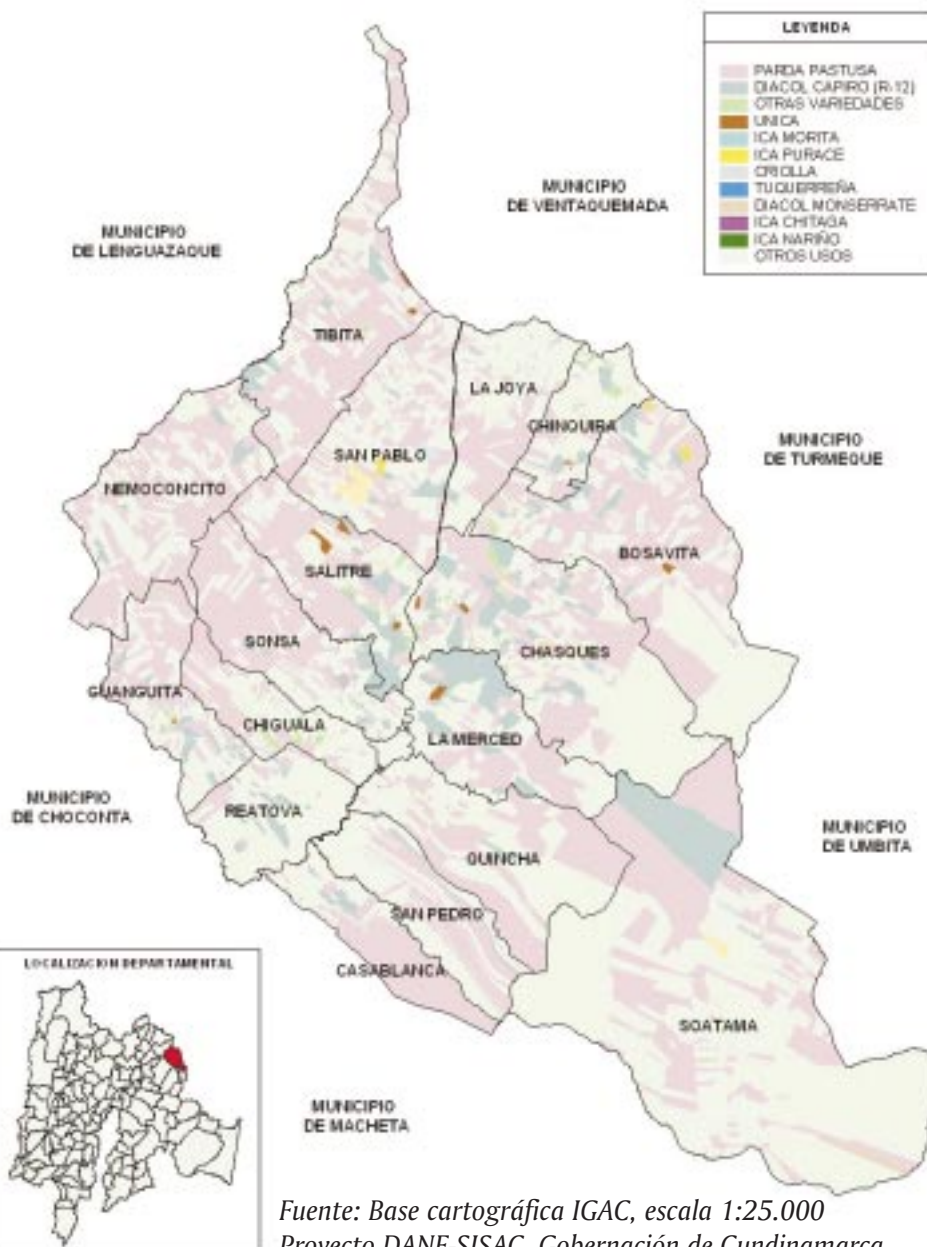 LEYENDA
PARDA PASTUSA
DIACOL CAPIRO (R-12)
OTRAS VARIEDADES
UNICA
ICA MORITA
ICA PURACE
CRIOLLA
TUQUERREÑA
DIACOL MONSERRATE
ICA CHITAGA
ICA NARIÑO
OTROS USOS
MUNICIPIO
DE VENTAQUEMADA
MUNICIPIO
DE LENGUAZAQUE
TIBITA
LA JOYA
CHINQUIRA
SAN PABLO
MUNICIPIO
DE TURMEQUE
NEMOCONCITO
BOSAVITA
SALITRE
SONSA
CHASQUES
GUANGUITA
CHIGUALA
LA MERCED
MUNICIPIO
DE CHOCONTA
REATOVA
MUNICIPIO
DE UMBITA
GUINCHA
SAN PEDRO
CASABLANCA
SOATAMA
LOCALIZACION DEPARTAMENTAL
MUNICIPIO
DE MACHETA
Fuente: Base cartográfica IGAC, escala 1:25.000
Proyecto DANE SISAC, Gobernación de Cundinamarca